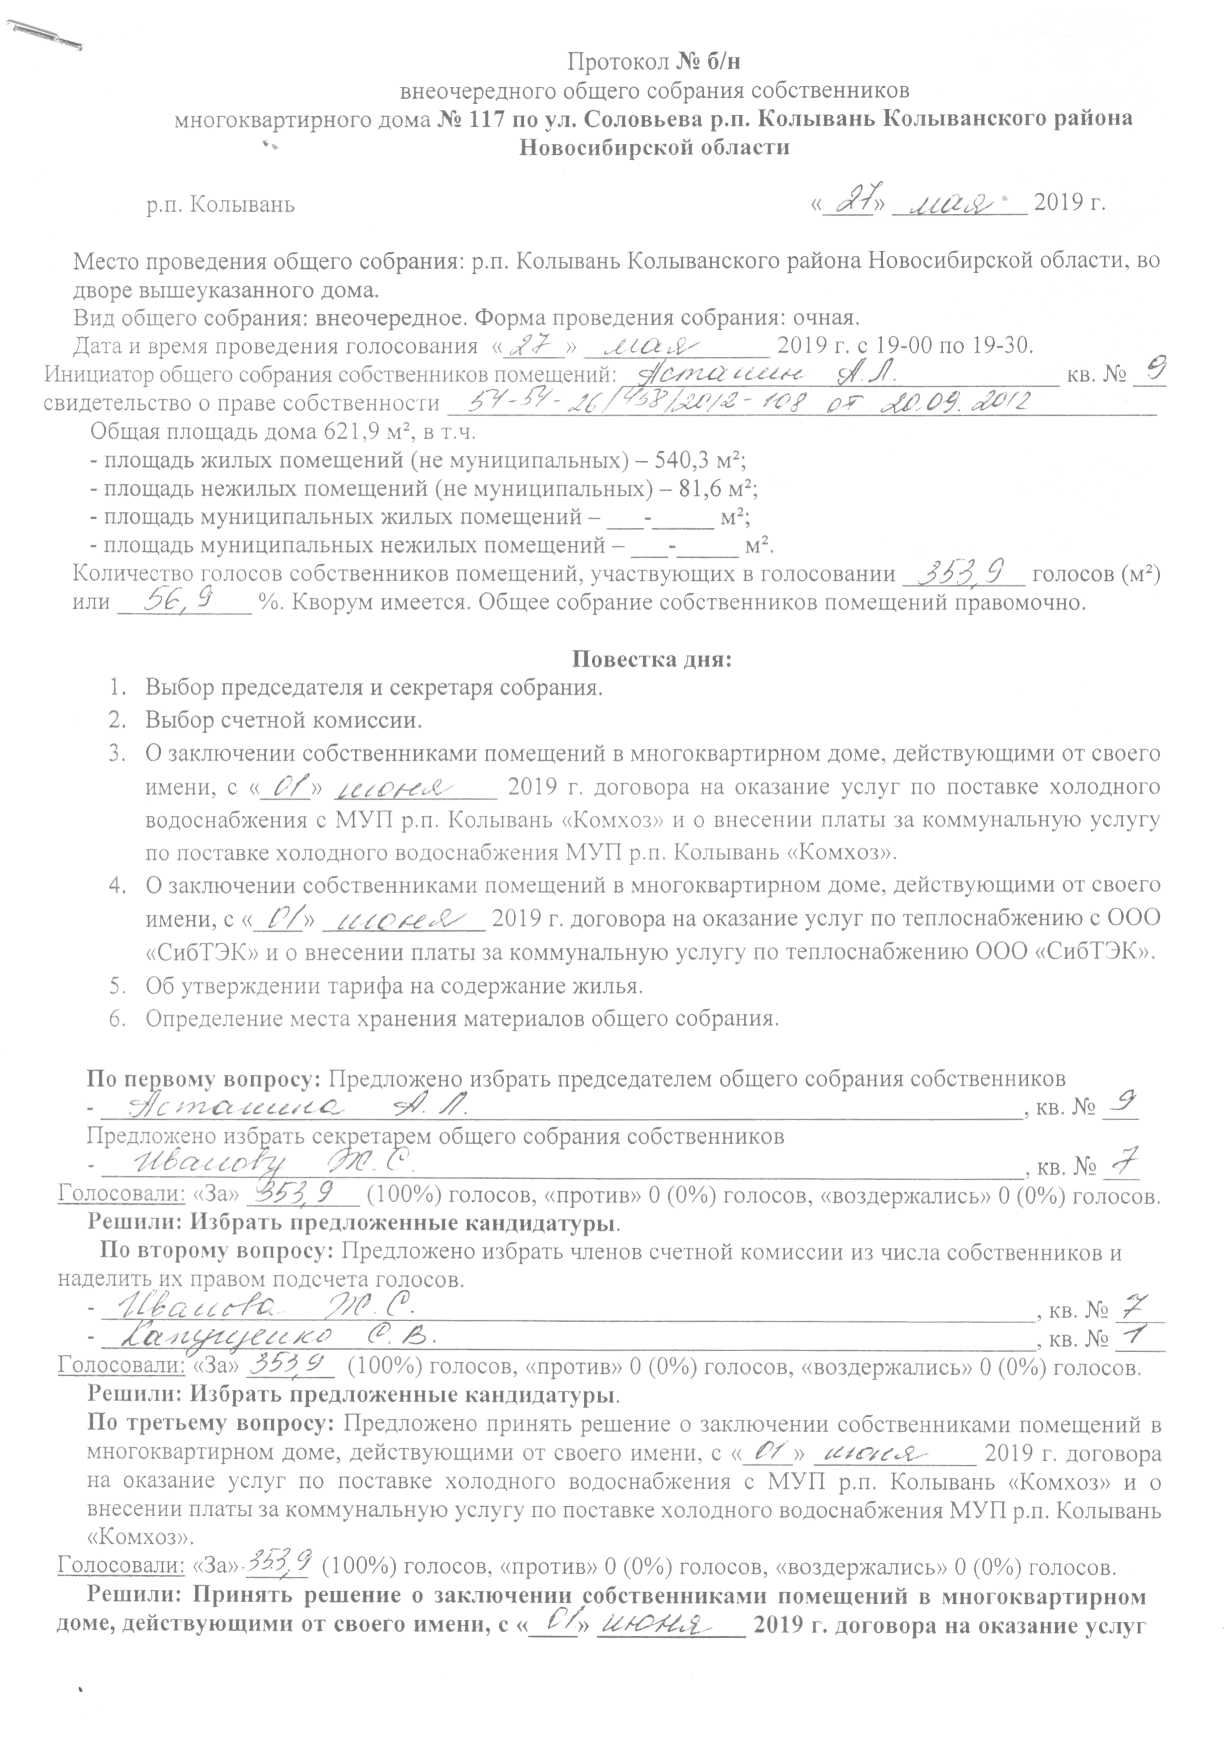 Протокол № б/н
внеочередного общего собрания собственников
многоквартирного дома № 117 по ул. Соловьева р.п. Колывань Колыванского района
Новосибирской области
р.п. Колывань «27» мая 2019 г.
Место проведения общего собрания: р.п. Колывань Колыванского района Новосибирской области, во
дворе вышеуказанного дома.
Вид общего собрания: внеочередное. Форма проведения собрания: очная.
Дата и время проведения голосования «27» мая 2019 г. с 19-00 по 19-30.
Инициатор общего собрания собственников помещений: Асташин А.Л. кв. № 9
свидетельство о праве собственности 54-54-26/458/2012-108 от 20.09.2012
Общая площадь дома 621,9 м², в т.ч.
- площадь жилых помещений (не муниципальных) – 540,3 м²;
- площадь нежилых помещений (не муниципальных) – 81,6 м²;
- площадь муниципальных жилых помещений – ___-_____ м²;
- площадь муниципальных нежилых помещений – ___-_____ м².
Количество голосов собственников помещений, участвующих в голосовании 353,9 голосов (м²)
или 56,9 %. Кворум имеется. Общее собрание собственников помещений правомочно.
Повестка дня:
1. Выбор председателя и секретаря собрания.
2. Выбор счетной комиссии.
3. О заключении собственниками помещений в многоквартирном доме, действующими от своего
имени, с «01» июня 2019 г. договора на оказание услуг по поставке холодного
водоснабжения с МУП р.п. Колывань «Комхоз» и о внесении платы за коммунальную услугу
по поставке холодного водоснабжения МУП р.п. Колывань «Комхоз».
4. О заключении собственниками помещений в многоквартирном доме, действующими от своего
имени, с «01» июня 2019 г. договора на оказание услуг по теплоснабжению с ООО
«СибТЭК» и о внесении платы за коммунальную услугу по теплоснабжению ООО «СибТЭК».
5. Об утверждении тарифа на содержание жилья.
6. Определение места хранения материалов общего собрания.
По первому вопросу: Предложено избрать председателем общего собрания собственников
- Асташина А.Л. , кв. № 9
Предложено избрать секретарем общего собрания собственников
- Иванову Ж.С. , кв. № 7
Голосовали: «За» 353,9 (100%) голосов, «против» 0 (0%) голосов, «воздержались» 0 (0%) голосов.
Решили: Избрать предложенные кандидатуры.
По второму вопросу: Предложено избрать членов счетной комиссии из числа собственников и
наделить их правом подсчета голосов.
- Иванова Ж.С. , кв. № 7
- С.В. , кв. № 1
Голосовали: «За» 353,9 (100%) голосов, «против» 0 (0%) голосов, «воздержались» 0 (0%) голосов.
Решили: Избрать предложенные кандидатуры.
По третьему вопросу: Предложено принять решение о заключении собственниками помещений в
многоквартирном доме, действующими от своего имени, с «01» июня 2019 г. договора
на оказание услуг по поставке холодного водоснабжения с МУП р.п. Колывань «Комхоз» и о
внесении платы за коммунальную услугу по поставке холодного водоснабжения МУП р.п. Колывань
«Комхоз».
Голосовали: «За» 353,9 (100%) голосов, «против» 0 (0%) голосов, «воздержались» 0 (0%) голосов.
Решили: Принять решение о заключении собственниками помещений в многоквартирном
доме, действующими от своего имени, с «01» июня 2019 г. договора на оказание услуг